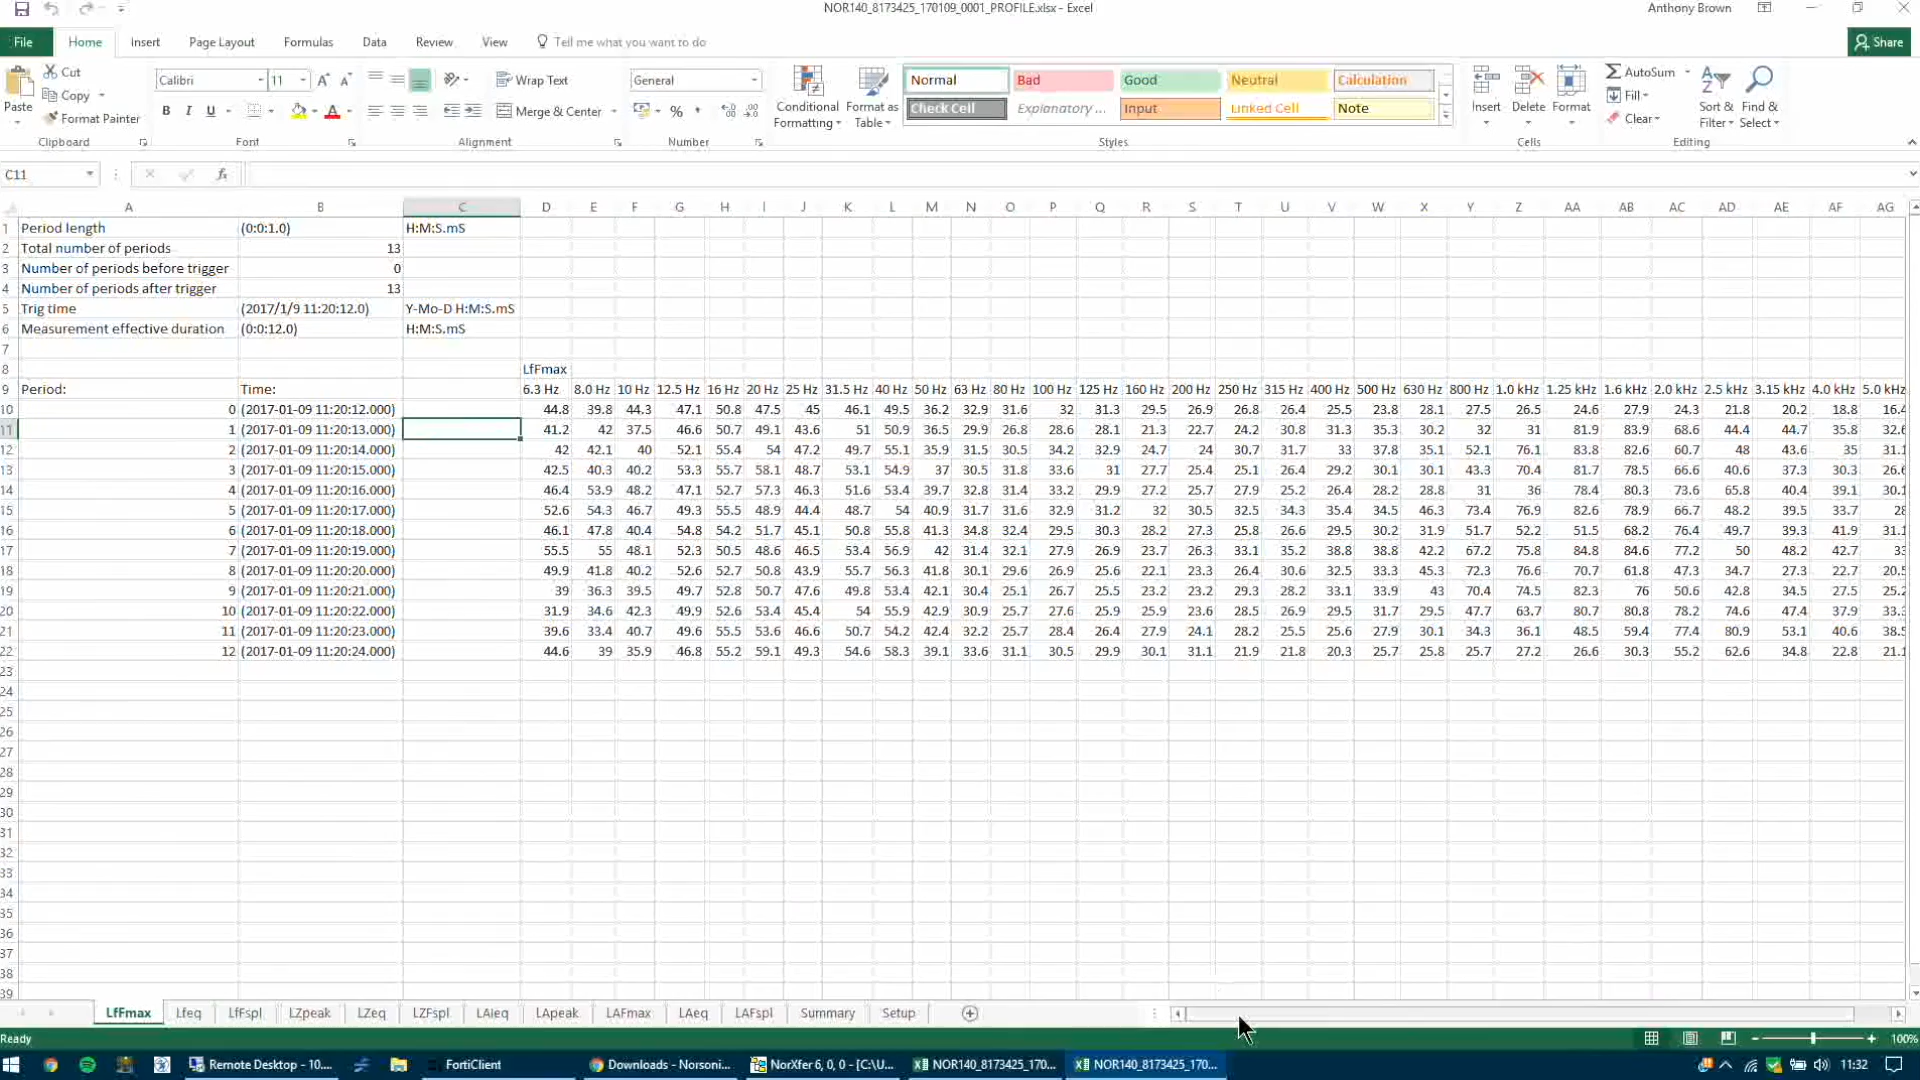 NOR140_8173425_170109_0001_PROFILE.xlsx - Excel
Anthony Brown
File Home Insert Page Layout Formulas Data Review View Tell me what you want to do
Share
Paste
Cut
Copy
Format Painter
Clipboard
Calibri 11
B I U
Font
Wrap Text
Merge & Center
Alignment
General
%
Number
Conditional Formatting
Format as Table
Normal Bad Good Neutral Calculation
Check Cell Explanatory ... Input Linked Cell Note
Styles
Insert Delete Format
Cells
AutoSum
Fill
Clear
Sort & Filter
Find & Select
Editing
C11 fx
A B C D E F G H I J K L M N O P Q R S T U V W X Y Z AA AB AC AD AE AF AG
1 Period length (0:0:1.0) H:M:S.mS
2 Total number of periods 13
3 Number of periods before trigger 0
4 Number of periods after trigger 13
5 Trig time (2017/1/9 11:20:12.0) Y-Mo-D H:M:S.mS
6 Measurement effective duration (0:0:12.0) H:M:S.mS
7
8 LfFmax
9 Period: Time: 6.3 Hz 8.0 Hz 10 Hz 12.5 Hz 16 Hz 20 Hz 25 Hz 31.5 Hz 40 Hz 50 Hz 63 Hz 80 Hz 100 Hz 125 Hz 160 Hz 200 Hz 250 Hz 315 Hz 400 Hz 500 Hz 630 Hz 800 Hz 1.0 kHz 1.25 kHz 1.6 kHz 2.0 kHz 2.5 kHz 3.15 kHz 4.0 kHz 5.0 kHz
10 0 (2017-01-09 11:20:12.000) 44.8 39.8 44.3 47.1 50.8 47.5 45 46.1 49.5 36.2 32.9 31.6 32 31.3 29.5 26.9 26.8 26.4 25.5 23.8 28.1 27.5 26.5 24.6 27.9 24.3 21.8 20.2 18.8 16.4
11 1 (2017-01-09 11:20:13.000) 41.2 42 37.5 46.6 50.7 49.1 43.6 51 50.9 36.5 29.9 26.8 28.6 28.1 21.3 22.7 24.2 30.8 31.3 35.3 30.2 32 31 81.9 83.9 68.6 44.4 44.7 35.8 32.6
12 2 (2017-01-09 11:20:14.000) 42 42.1 40 52.1 55.4 54 47.2 49.7 55.1 35.9 31.5 30.5 34.2 32.9 24.7 24 30.7 31.7 33 37.8 35.1 52.1 76.1 83.8 82.6 60.7 48 43.6 35 31.1
13 3 (2017-01-09 11:20:15.000) 42.5 40.3 40.2 53.3 55.7 58.1 48.7 53.1 54.9 37 30.5 31.8 33.6 31 27.7 25.4 25.1 26.4 29.2 30.1 30.1 43.3 70.4 81.7 78.5 66.6 40.6 37.3 30.3 26.6
14 4 (2017-01-09 11:20:16.000) 46.4 53.9 48.2 47.1 52.7 57.3 46.3 51.6 53.4 39.7 32.8 31.4 33.2 29.9 27.2 25.7 27.9 25.2 26.4 28.2 28.8 31 36 78.4 80.3 73.6 65.8 40.4 39.1 30.1
15 5 (2017-01-09 11:20:17.000) 52.6 54.3 46.7 49.3 55.5 48.9 44.4 48.7 54 40.9 31.7 31.6 32.9 31.2 32 30.5 32.5 34.3 35.4 34.5 46.3 73.4 76.9 82.6 78.9 66.7 48.2 39.5 33.7 28
16 6 (2017-01-09 11:20:18.000) 46.1 47.8 40.4 54.8 54.2 51.7 45.1 50.8 55.8 41.3 34.8 32.4 29.5 30.3 28.2 27.3 25.8 26.6 29.5 30.2 31.9 51.7 52.2 51.5 68.2 76.4 49.7 39.3 41.9 31.1
17 7 (2017-01-09 11:20:19.000) 55.5 55 48.1 52.3 50.5 48.6 46.5 53.4 56.9 42 31.4 32.1 27.9 26.9 23.7 26.3 33.1 35.2 38.8 38.8 42.2 67.2 75.8 84.8 84.6 77.2 50 48.2 42.7 33
18 8 (2017-01-09 11:20:20.000) 49.9 41.8 40.2 52.6 52.7 50.8 43.9 55.7 56.3 41.8 30.1 29.6 26.9 25.6 22.1 23.3 26.4 30.6 32.5 33.3 45.3 72.3 76.6 70.7 61.8 47.3 34.7 27.3 22.7 20.5
19 9 (2017-01-09 11:20:21.000) 39 36.3 39.5 49.7 52.8 50.7 47.6 49.8 53.4 42.1 30.4 25.1 26.7 25.5 23.2 23.2 29.3 28.2 33.1 33.9 43 70.4 74.5 82.3 76 50.6 42.8 34.5 27.5 25.2
20 10 (2017-01-09 11:20:22.000) 31.9 34.6 42.3 49.9 52.6 53.4 45.4 54 55.9 42.9 30.9 25.7 27.6 25.9 25.9 23.6 28.5 26.9 29.5 31.7 29.5 47.7 63.7 80.7 80.8 78.2 74.6 47.4 37.9 33.3
21 11 (2017-01-09 11:20:23.000) 39.6 33.4 40.7 49.6 55.5 53.6 46.6 50.7 54.2 42.4 32.2 25.7 28.4 26.4 27.9 24.1 28.2 25.5 25.6 27.9 30.1 34.3 36.1 48.5 59.4 77.4 80.9 53.1 40.6 38.5
22 12 (2017-01-09 11:20:24.000) 44.6 39 35.9 46.8 55.2 59.1 49.3 54.6 58.3 39.1 33.6 31.1 30.5 29.9 30.1 31.1 21.9 21.8 20.3 25.7 25.8 25.7 27.2 26.6 30.3 55.2 62.6 34.8 22.8 21.1
23
24
25
26
27
28
29
30
31
32
33
34
35
36
37
38
39
LfFmax Lfeq LfFspl LZpeak LZeq LZFspl LAIeq LApeak LAFmax LAeq LAFspl Summary Setup
Ready
100%
Remote Desktop - 10....
FortiClient
Downloads - Norsoni...
NorXfer 6, 0, 0 - [C:\U...
NOR140_8173425_170...
NOR140_8173425_170...
11:32